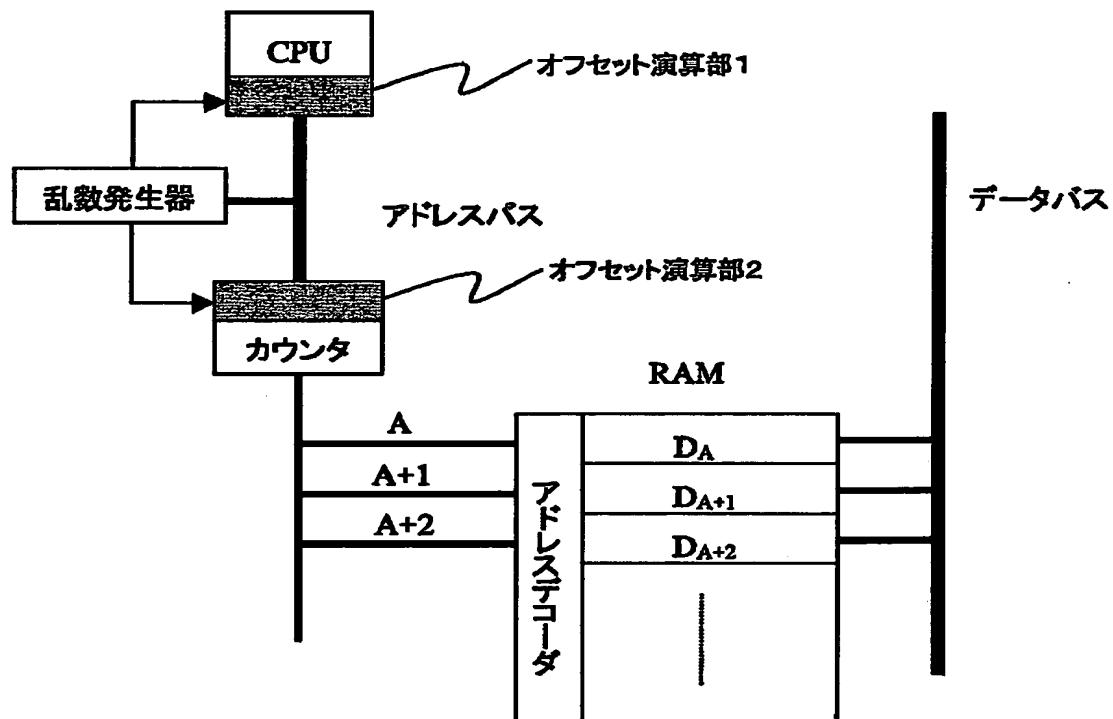 CPU
オフセット演算部1
乱数発生器
アドレスバス
データバス
オフセット演算部2
カウンタ
RAM
A
DA
A+1
DA+1
A+2
DA+2
アドレスデコーダ